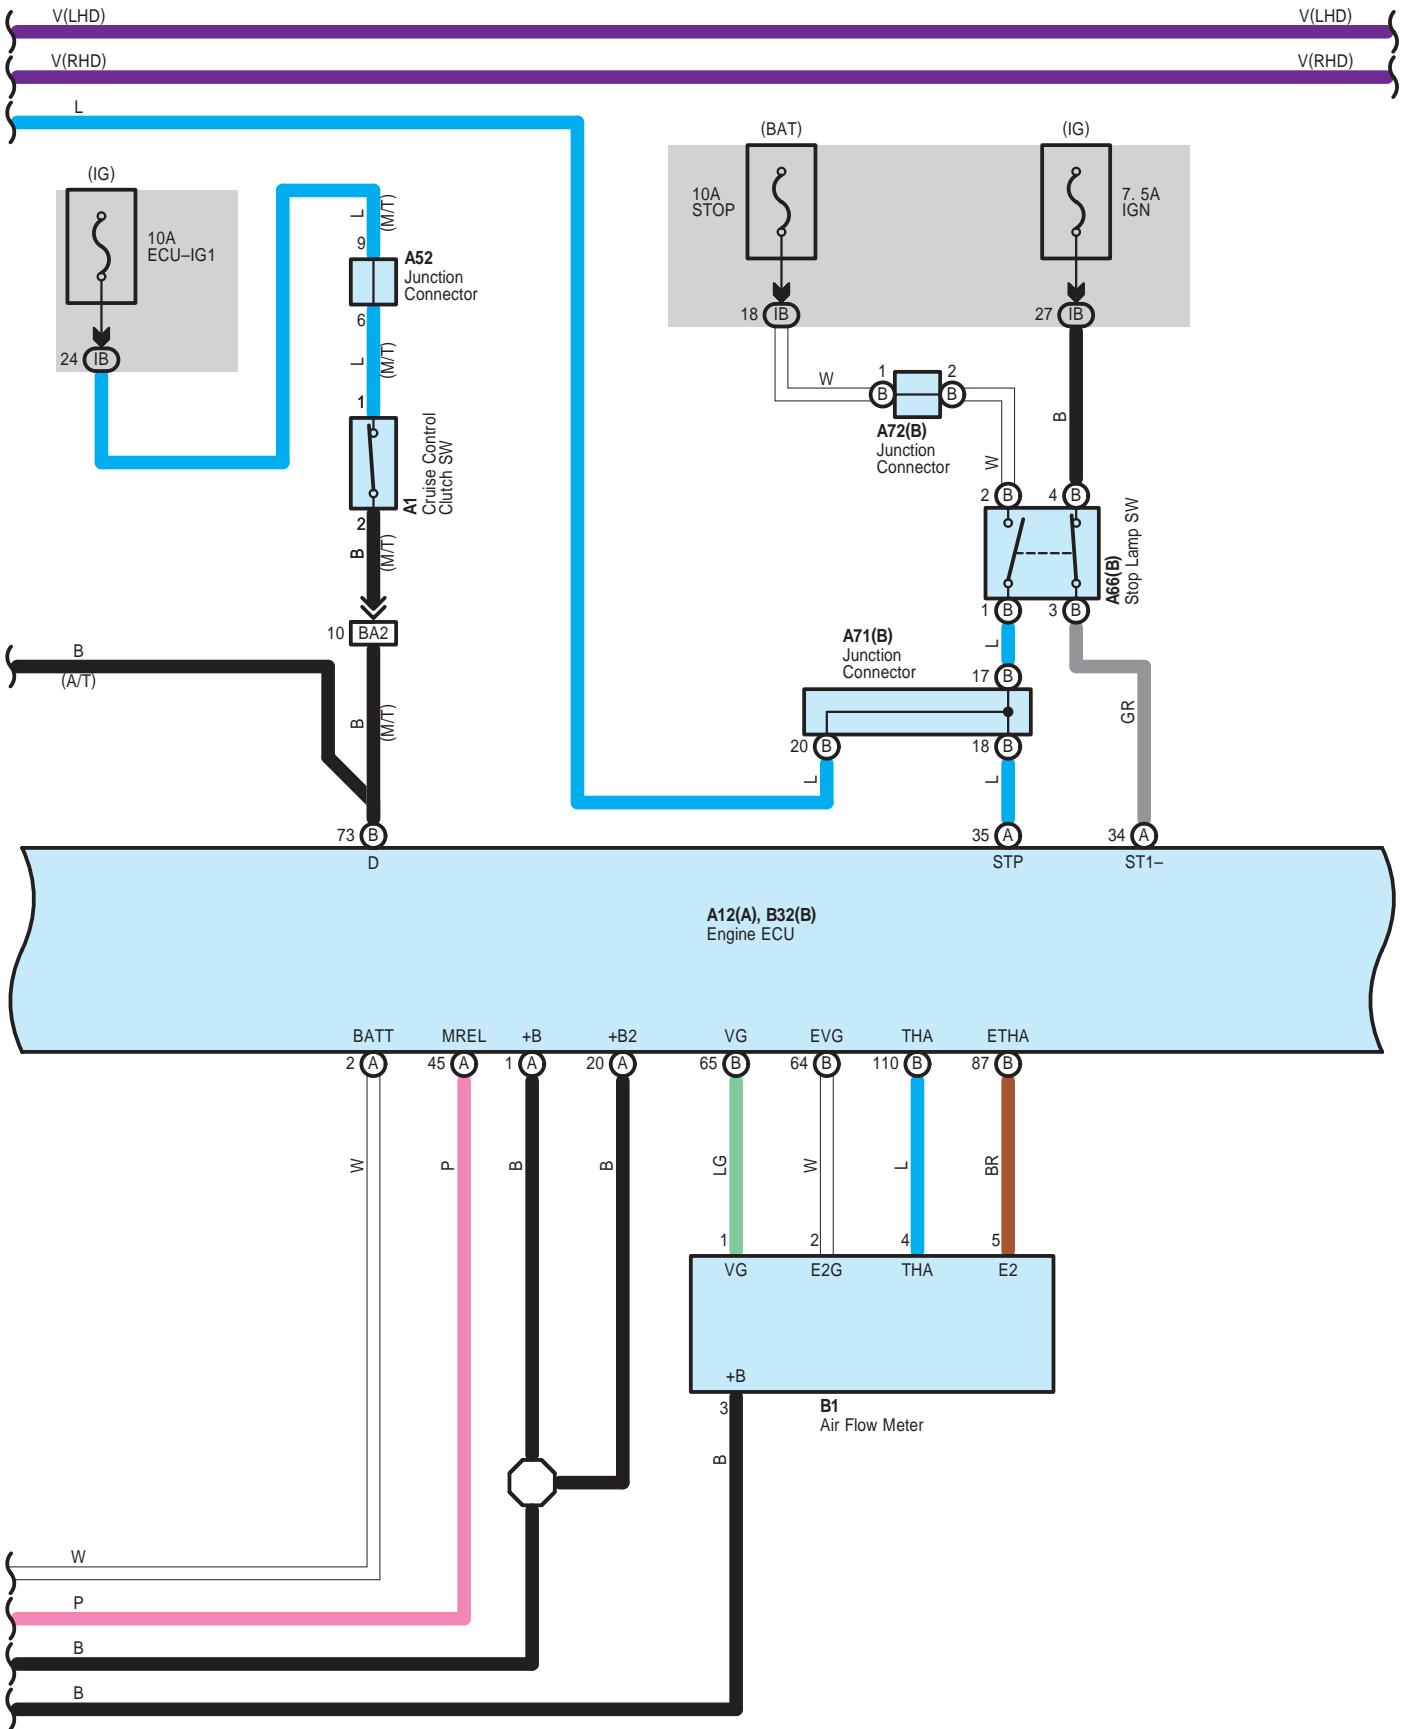 V(LHD)
V(LHD)
V(RHD)
V(RHD)
L
(BAT)
(IG)
(IG)
10A
STOP
7. 5A
IGN
10A
ECU–IG1
L
(M/T)
9
A52
Junction
Connector
6
18 IB
27 IB
24 IB
L
(M/T)
1
W
1
B
2
B
A72(B)
Junction
Connector
B
W
A1
Cruise Control
Clutch SW
2
B
(M/T)
2 B
4 B
A66(B)
Stop Lamp SW
1 B
3 B
10 BA2
B
(A/T)
A71(B)
Junction
Connector
L
17 B
B
(M/T)
GR
20 B
18 B
L
L
73 B
35 A
34 A
D
STP
ST1–
A12(A), B32(B)
Engine ECU
BATT
MREL
+B
+B2
VG
EVG
THA
ETHA
2 A
45 A
1 A
20 A
65 B
64 B
110 B
87 B
W
P
B
B
LG
W
L
BR
1
2
4
5
VG
E2G
THA
E2
+B
3
B1
Air Flow Meter
B
W
P
B
B